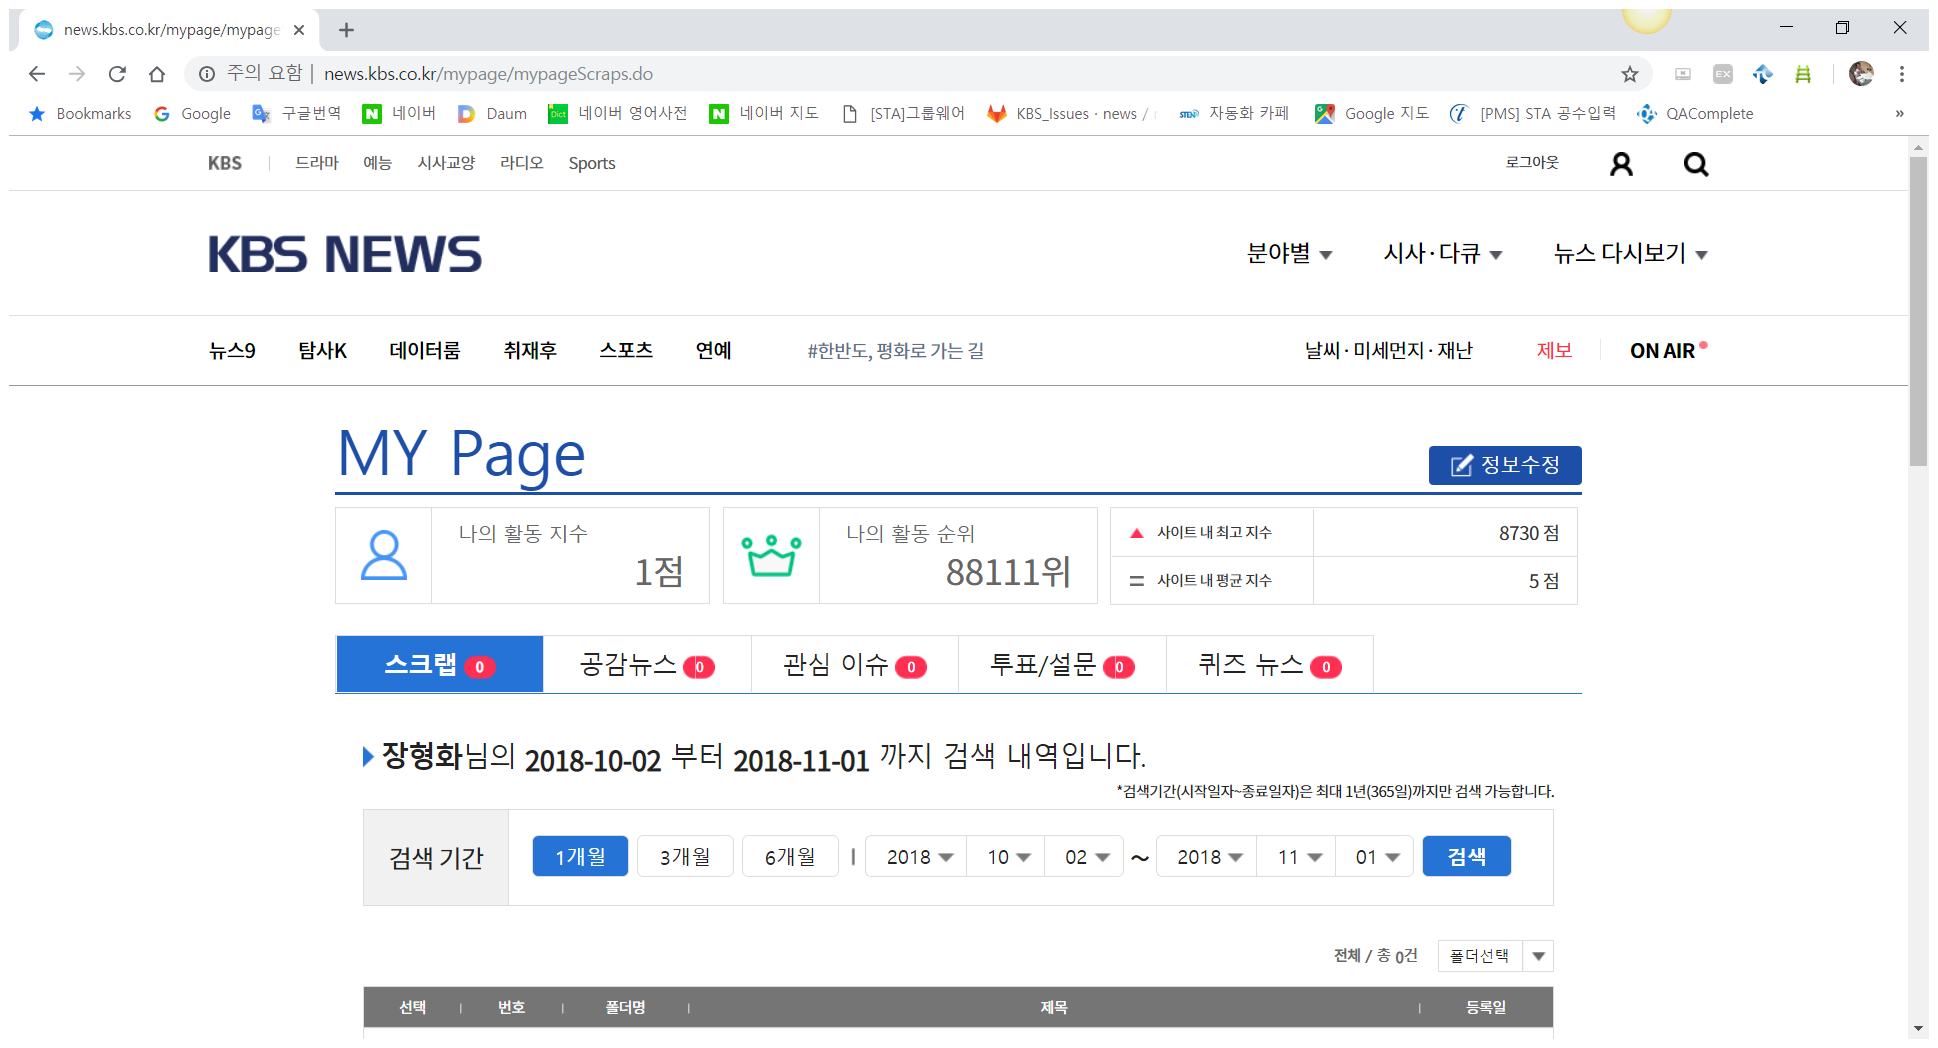 news.kbs.co.kr/mypage/mypage
주의 요함 | news.kbs.co.kr/mypage/mypageScraps.do
EX
Bookmarks Google 구글번역 네이버 Daum 네이버 영어사전 네이버 지도 [STA]그룹웨어 KBS_Issues · news / 자동화 카페 Google 지도 [PMS] STA 공수입력 QAComplete »
KBS 드라마 예능 시사교양 라디오 Sports 로그아웃
KBS NEWS 분야별 시사·다큐 뉴스 다시보기
뉴스9 탐사K 데이터룸 취재후 스포츠 연예 #한반도, 평화로 가는 길 날씨·미세먼지·재난 제보 ON AIR
MY Page
정보수정
나의 활동 지수
1점
나의 활동 순위
88111위
사이트 내 최고 지수 8730 점
사이트 내 평균 지수 5 점
스크랩 0 공감뉴스 0 관심 이슈 0 투표/설문 0 퀴즈 뉴스 0
장형화님의 2018-10-02 부터 2018-11-01 까지 검색 내역입니다.
*검색기간(시작일자~종료일자)은 최대 1년(365일)까지만 검색 가능합니다.
검색 기간 1개월 3개월 6개월 | 2018 10 02 ~ 2018 11 01 검색
전체 / 총 0건 폴더선택
선택 | 번호 | 폴더명 | 제목 | 등록일